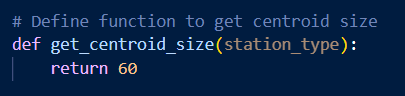 # Define function to get centroid size
def get_centroid_size(station_type):
    return 60